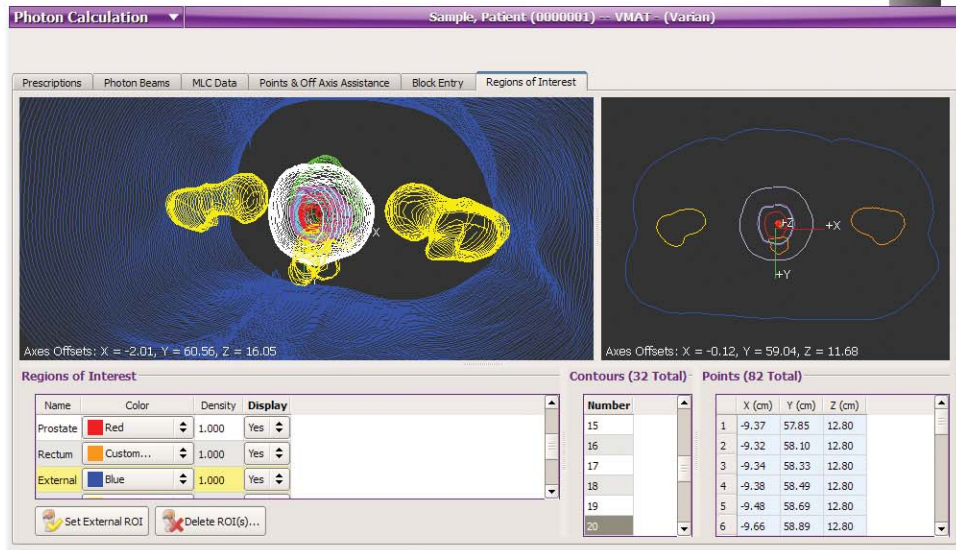 Photon Calculation Sample, Patient (0000001) -- VMAT - (Varian)
Prescriptions Photon Beams MLC Data Points & Off Axis Assistance Block Entry Regions of Interest
X
+Z
+X
+Y
Axes Offsets: X = -2.01, Y = 60.56, Z = 16.05
Axes Offsets: X = -0.12, Y = 59.04, Z = 11.68
Regions of Interest Contours (32 Total) Points (82 Total)
Name Color Density Display Number X (cm) Y (cm) Z (cm)
Prostate Red 1.000 Yes 15 1 -9.37 57.85 12.80
Rectum Custom... 1.000 Yes 16 2 -9.32 58.10 12.80
External Blue 1.000 Yes 17 3 -9.34 58.33 12.80
18 4 -9.38 58.49 12.80
19 5 -9.48 58.69 12.80
20 6 -9.66 58.89 12.80
Set External ROI Delete ROI(s)...